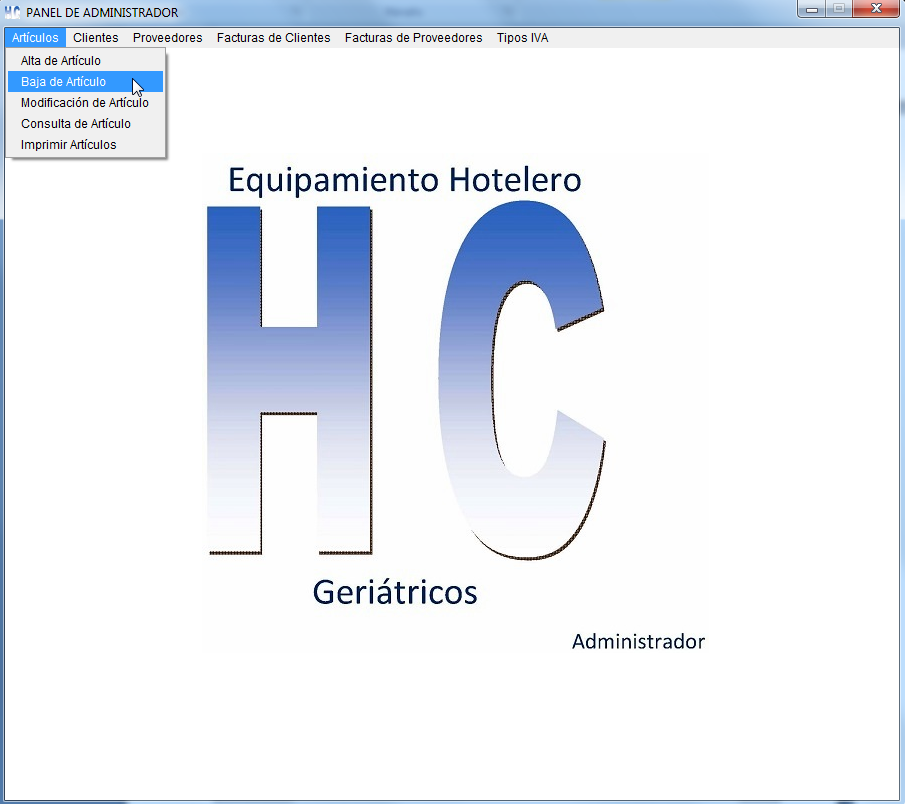 HC PANEL DE ADMINISTRADOR
Artículos Clientes Proveedores Facturas de Clientes Facturas de Proveedores Tipos IVA
Alta de Artículo
Baja de Artículo
Modificación de Artículo
Consulta de Artículo
Imprimir Artículos
Equipamiento Hotelero
HC
Geriátricos
Administrador